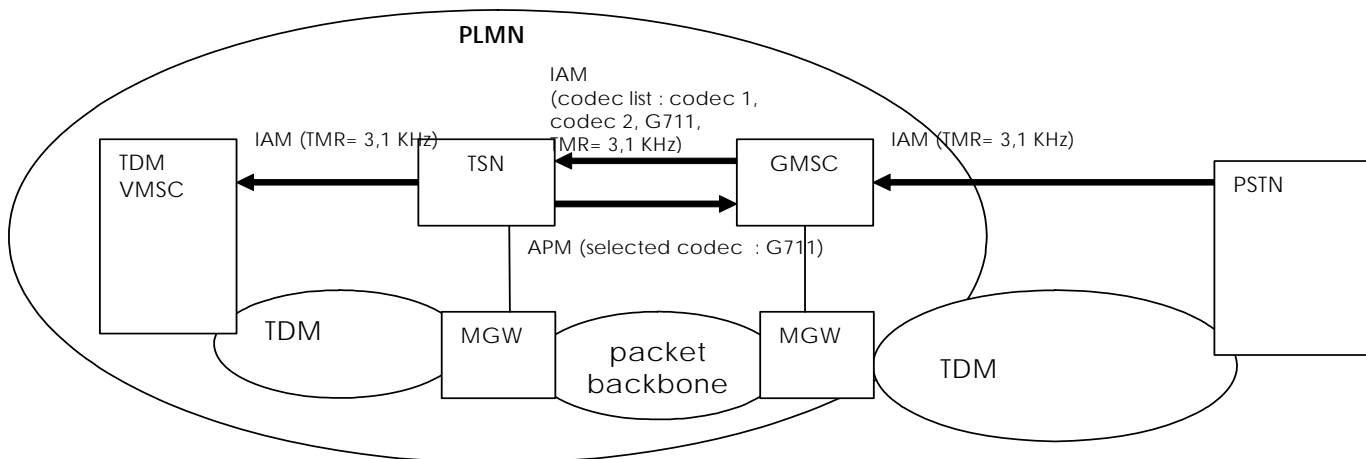 PLMN
IAM
(codec list : codec 1,
codec 2, G711,
TMR= 3,1 KHz)
IAM (TMR= 3,1 KHz)
IAM (TMR= 3,1 KHz)
TDM
VMSC
TSN
GMSC
PSTN
APM (selected codec : G711)
TDM
MGW
packet
backbone
MGW
TDM